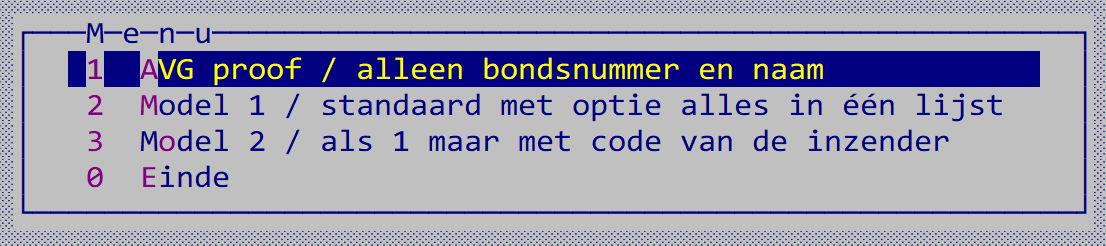 Menu
1 AVG proof / alleen bondsnummer en naam
2 Model 1 / standaard met optie alles in één lijst
3 Model 2 / als 1 maar met code van de inzender
0 Einde